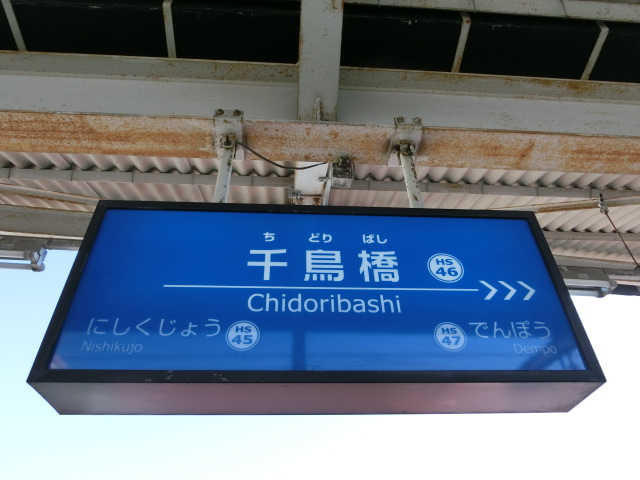 ち どり ばし
千鳥橋 HS 46
Chidoribashi
にしくじょう HS 45
Nishikujo
HS 47 でんぽう
Dempo